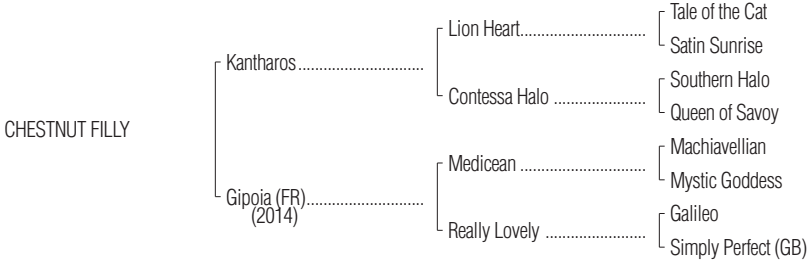 Tale of the Cat
Lion Heart..............................
Satin Sunrise
Kantharos..............................
Southern Halo
Contessa Halo ......................
Queen of Savoy
CHESTNUT FILLY
Machiavellian
Medicean ..............................
Mystic Goddess
Gipoia (FR)............................
(2014)
Galileo
Really Lovely ........................
Simply Perfect (GB)